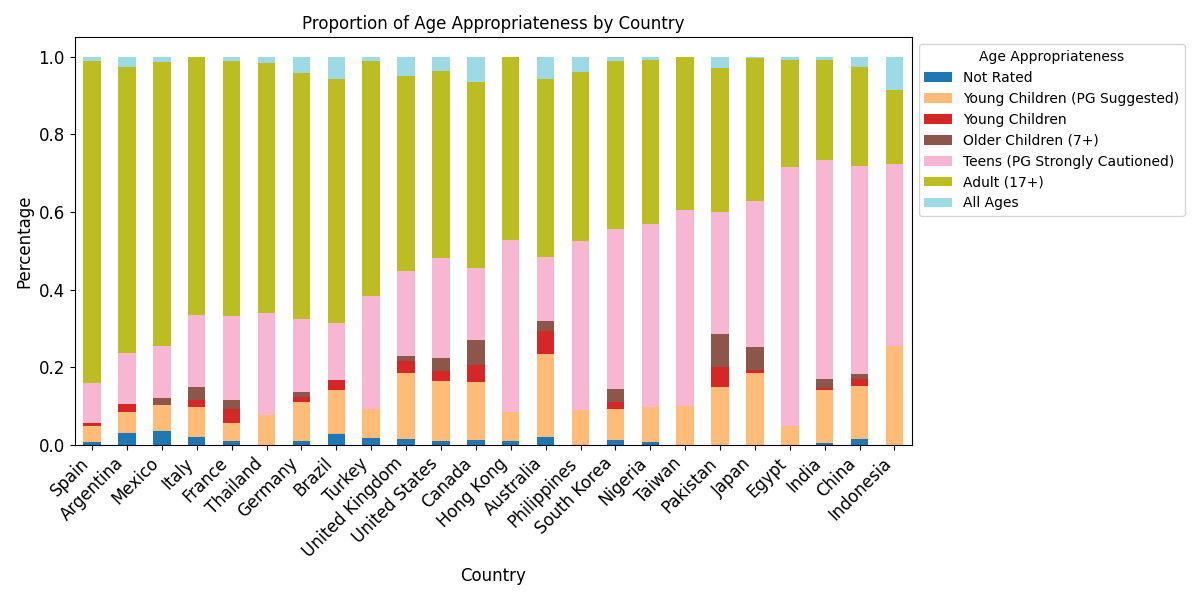 Proportion of Age Appropriateness by Country
Percentage
1.0
0.8
0.6
0.4
0.2
0.0
Spain
Argentina
Mexico
Italy
France
Thailand
Germany
Brazil
Turkey
United Kingdom
United States
Canada
Hong Kong
Australia
Philippines
South Korea
Nigeria
Taiwan
Pakistan
Japan
Egypt
India
China
Indonesia
Country
Age Appropriateness
Not Rated
Young Children (PG Suggested)
Young Children
Older Children (7+)
Teens (PG Strongly Cautioned)
Adult (17+)
All Ages